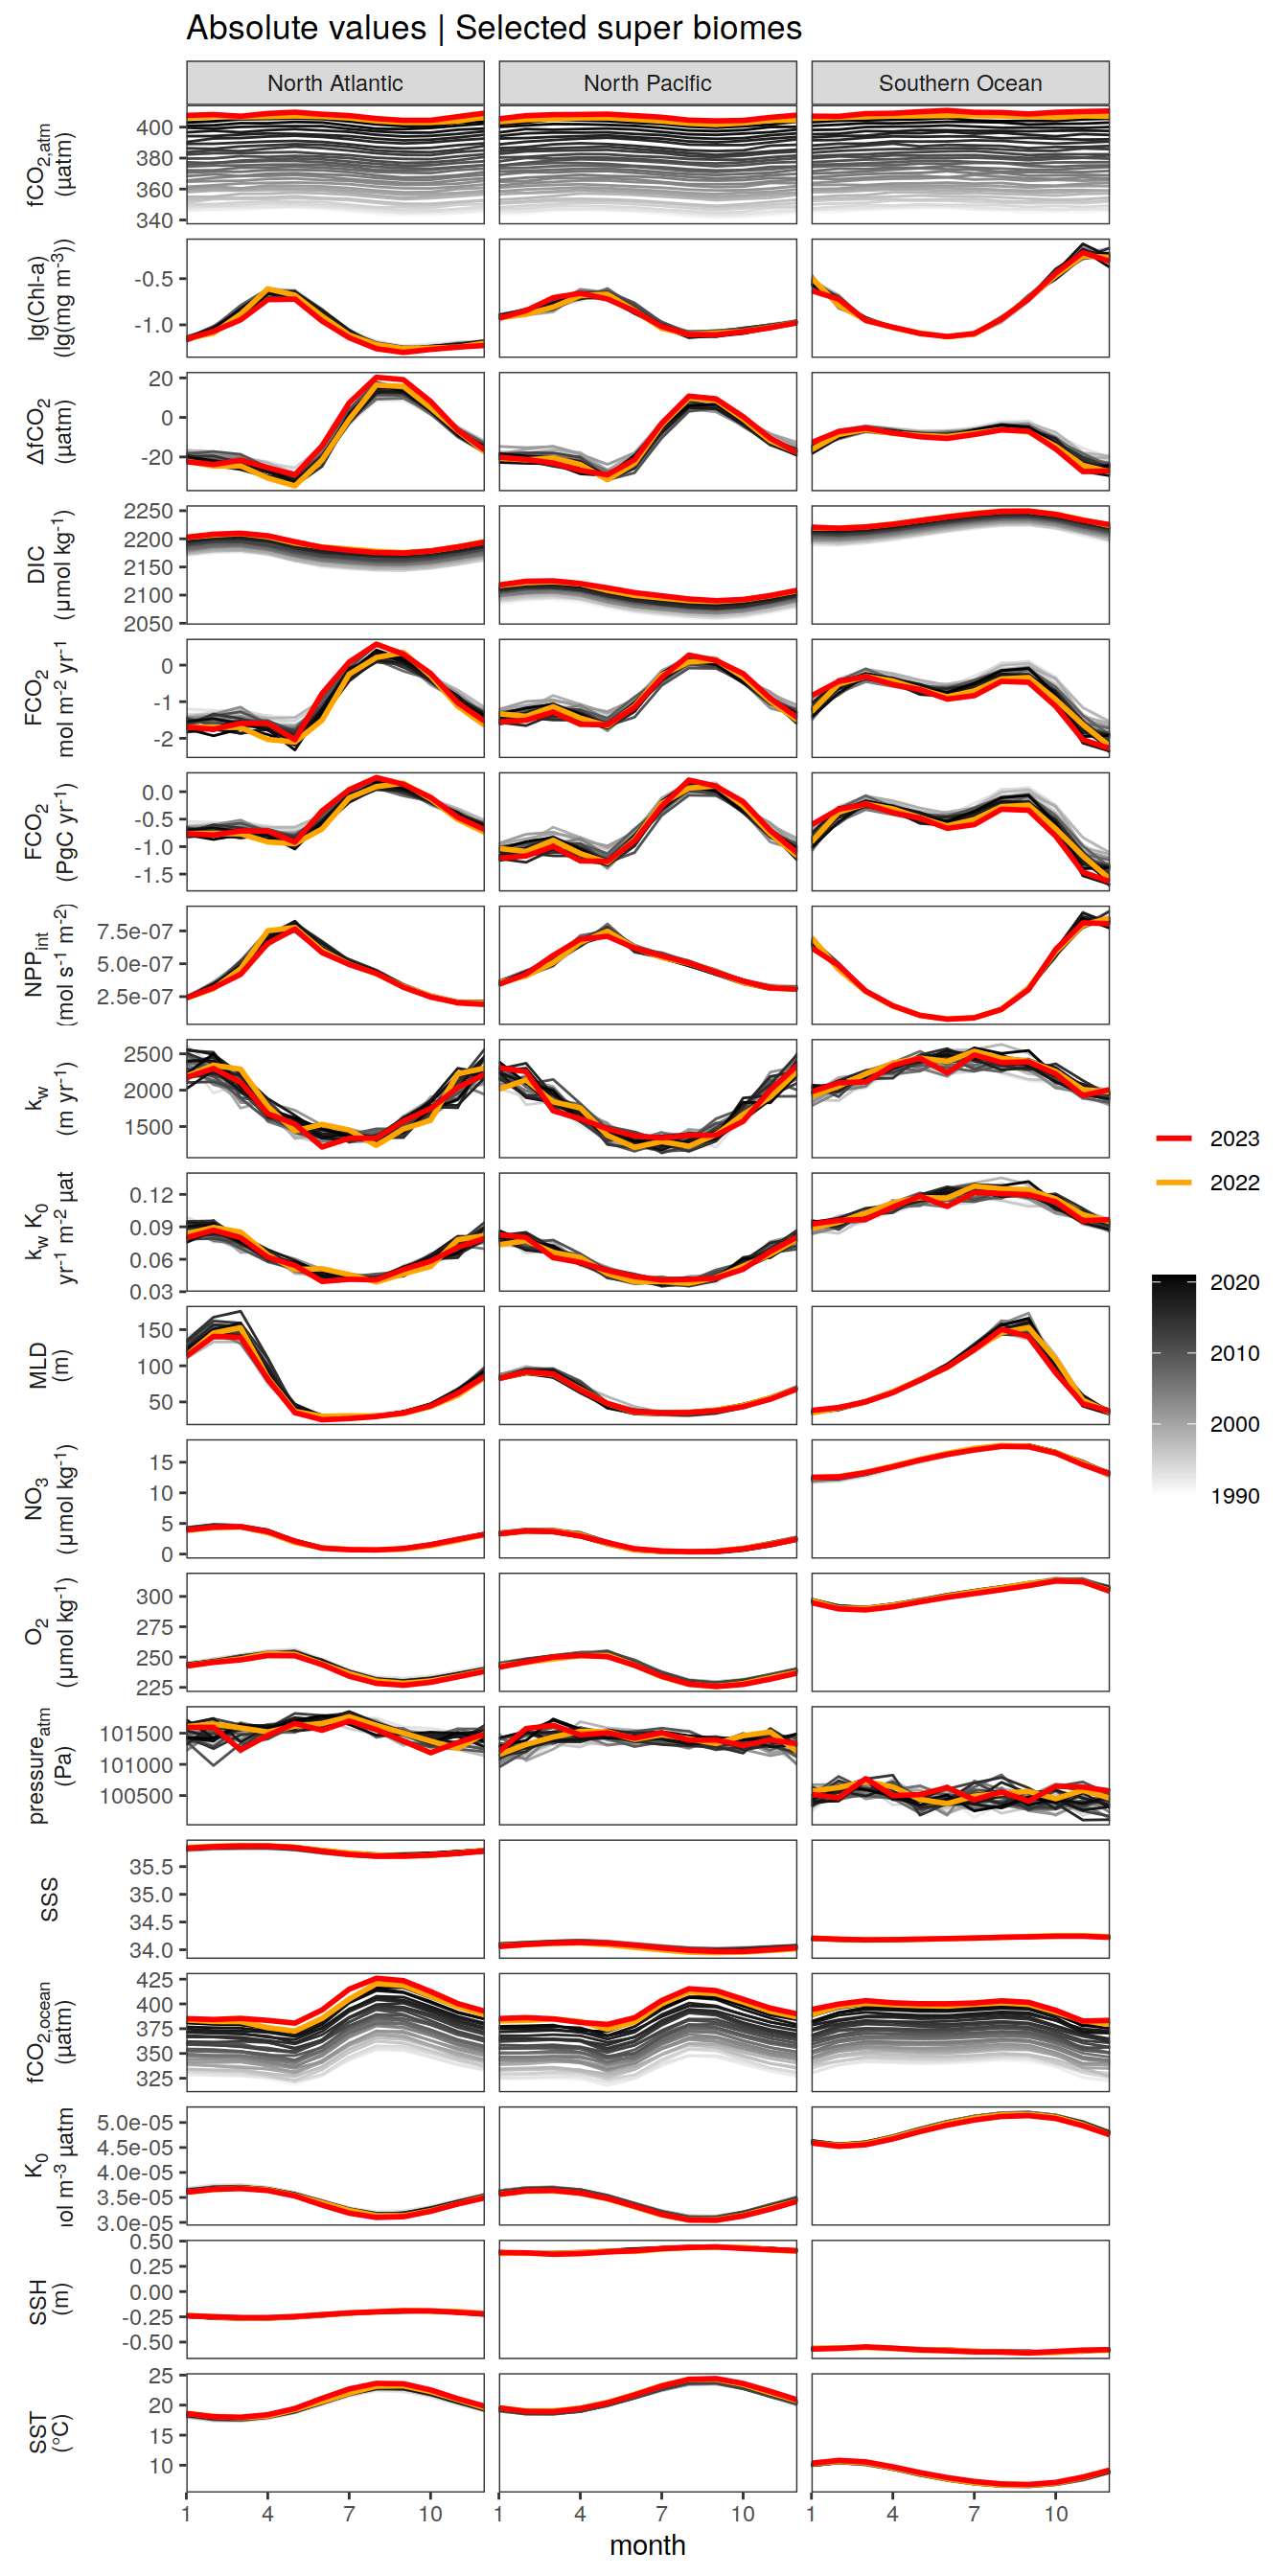 Absolute values | Selected super biomes
North Atlantic
North Pacific
Southern Ocean
fCO2,atm
(µatm)
400
380
360
340
lg(Chl-a)
(lg(mg m-3))
-0.5
-1.0
ΔfCO2
(µatm)
20
0
-20
DIC
(µmol kg-1)
2250
2200
2150
2100
2050
FCO2
mol m-2 yr-1
0
-1
-2
FCO2
(PgC yr-1)
0.0
-0.5
-1.0
-1.5
NPPint
(mol s-1 m-2)
7.5e-07
5.0e-07
2.5e-07
kw
(m yr-1)
2500
2000
1500
kw K0
yr-1 m-2 µat
0.12
0.09
0.06
0.03
MLD
(m)
150
100
50
NO3
(µmol kg-1)
15
10
5
0
O2
(µmol kg-1)
300
275
250
225
pressureatm
(Pa)
101500
101000
100500
SSS
35.5
35.0
34.5
34.0
fCO2,ocean
(µatm)
425
400
375
350
325
K0
ol m-3 µatm
5.0e-05
4.5e-05
4.0e-05
3.5e-05
3.0e-05
SSH
(m)
0.50
0.25
0.00
-0.25
-0.50
SST
(°C)
25
20
15
10
1 4 7 10
1 4 7 10
1 4 7 10
month
2023
2022
2020
2010
2000
1990